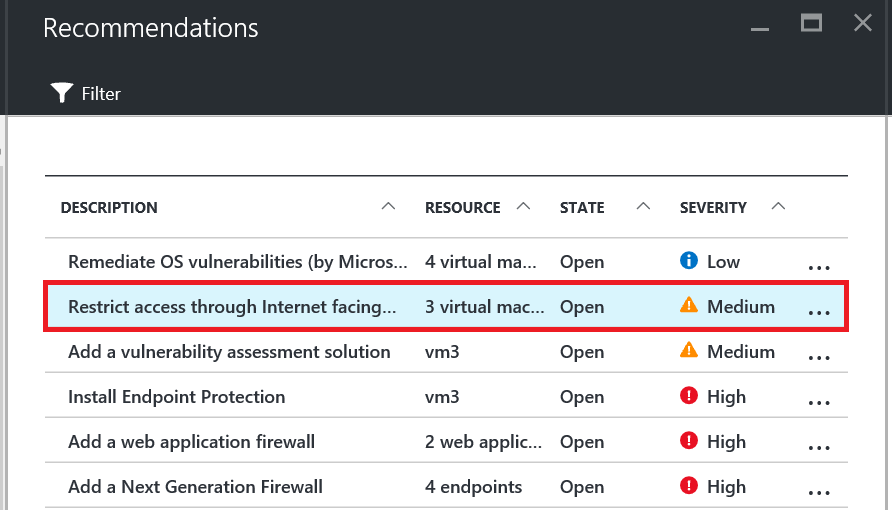 Recommendations
Filter
DESCRIPTION RESOURCE STATE SEVERITY
Remediate OS vulnerabilities (by Micros... 4 virtual ma... Open Low ...
Restrict access through Internet facing... 3 virtual mac... Open Medium ...
Add a vulnerability assessment solution vm3 Open Medium ...
Install Endpoint Protection vm3 Open High ...
Add a web application firewall 2 web applic... Open High ...
Add a Next Generation Firewall 4 endpoints Open High ...